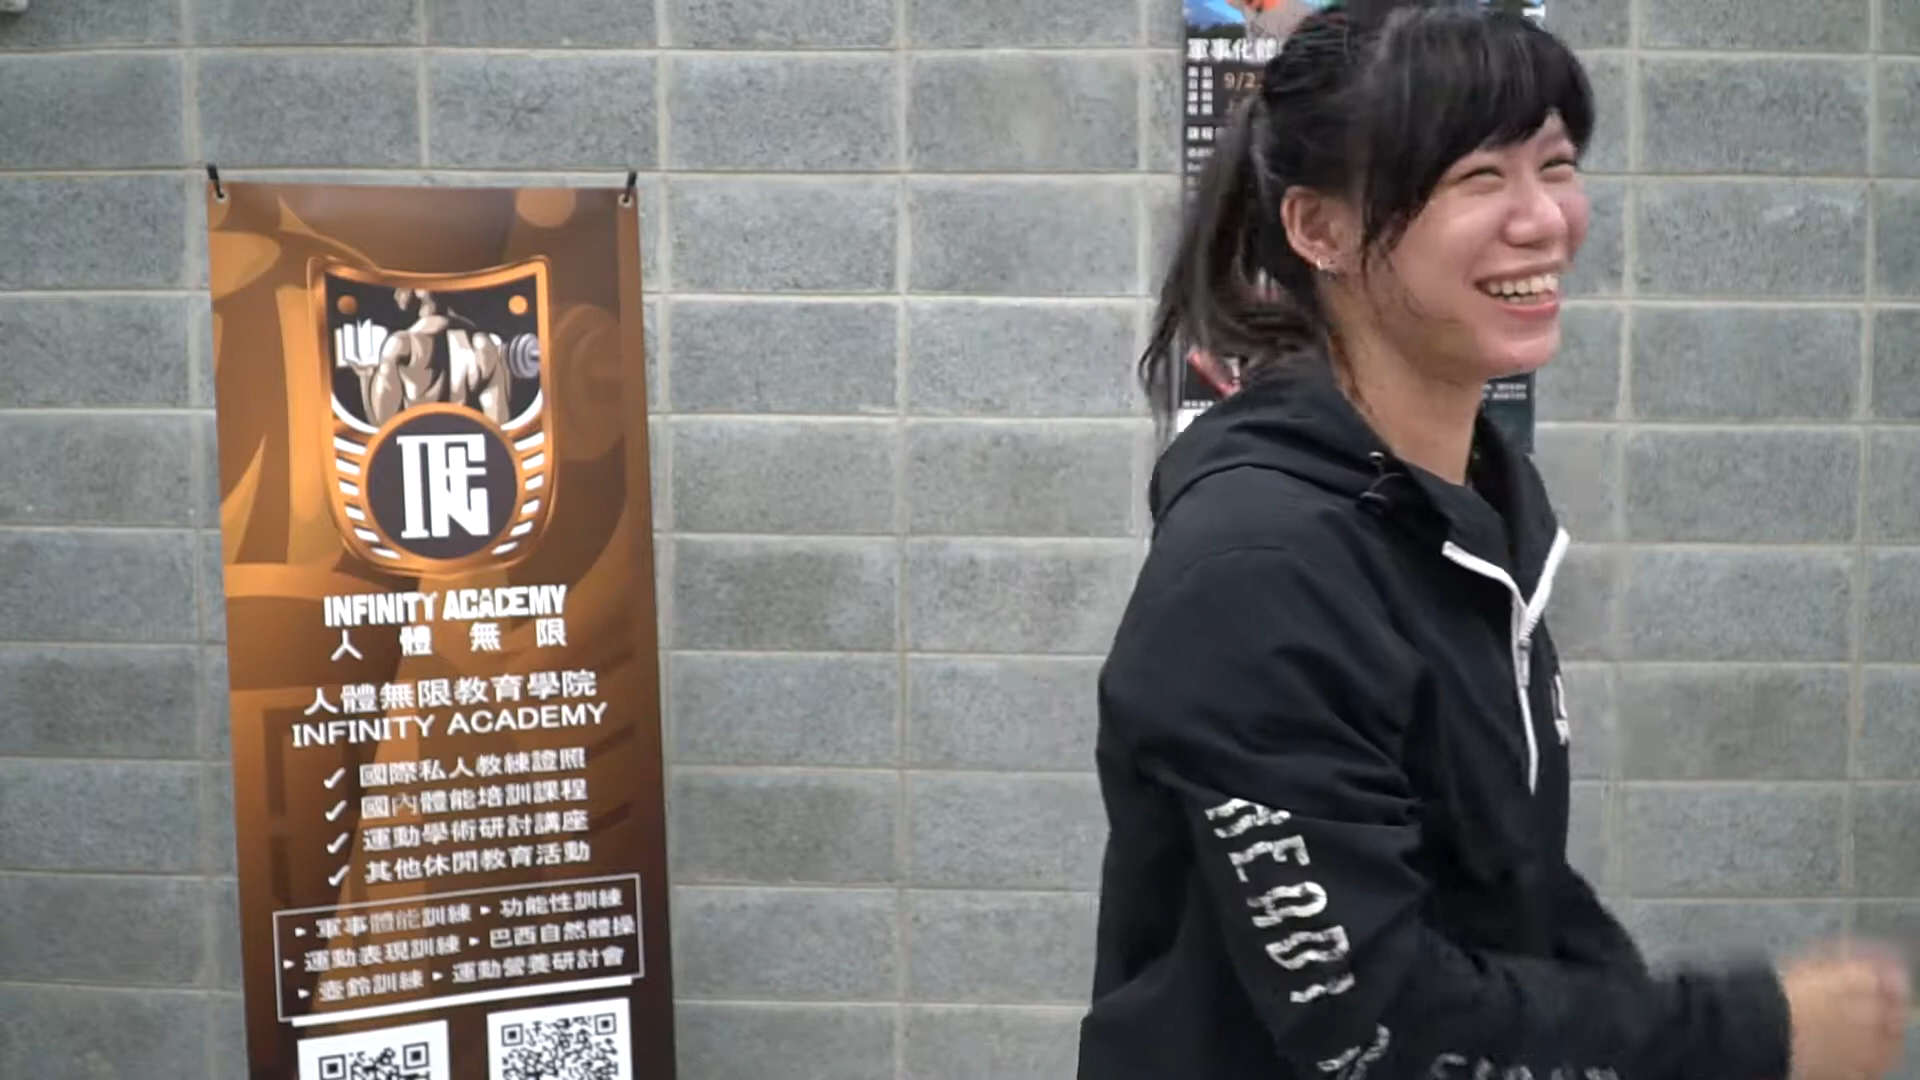 IFN
INFINITY ACADEMY
人體無限
人體無限教育學院
INFINITY ACADEMY
✓ 國際私人教練證照
✓ 國內體能培訓課程
✓ 運動學術研討講座
✓ 其他休閒教育活動
▸ 軍事體能訓練 ▸ 功能性訓練
▸ 運動表現訓練 ▸ 巴西自然體操
▸ 壺鈴訓練 ▸ 運動營養研討會
軍事化體
9/2